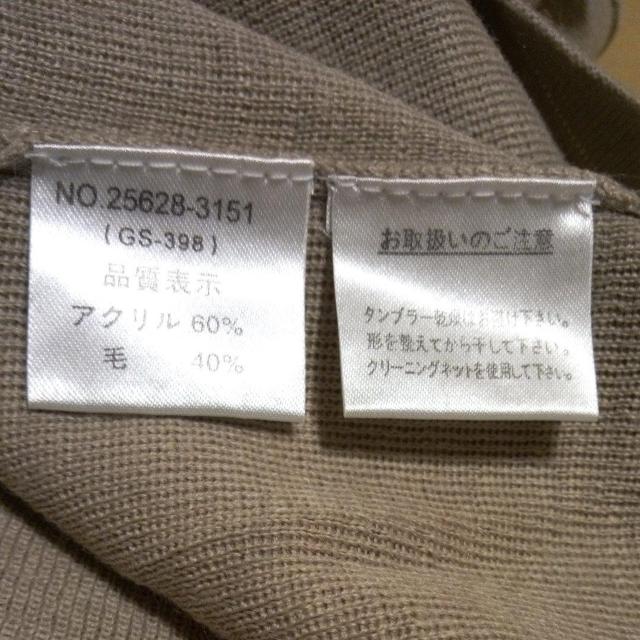 NO.25628-3151
(GS-398)
品質表示
アクリル 60%
毛 40%
お取扱いのご注意
タンブラー乾燥はお避け下さい。
形を整えてから干して下さい。
クリーニングネットを使用して下さい。